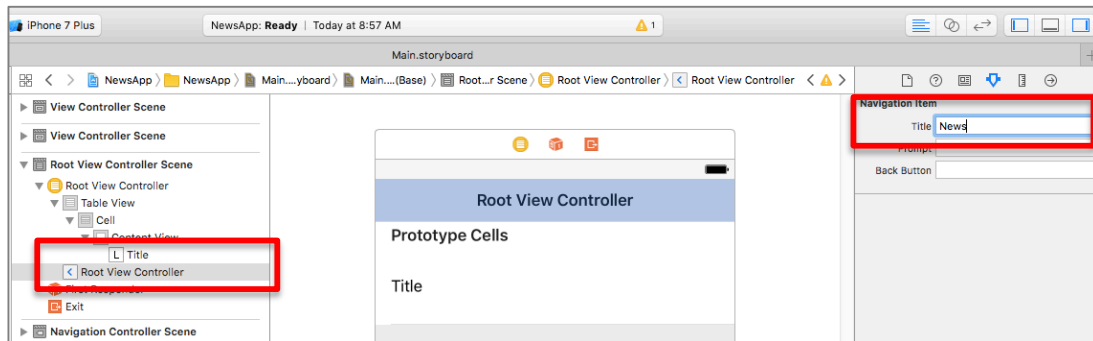 iPhone 7 Plus
NewsApp: Ready | Today at 8:57 AM
1
Main.storyboard
NewsApp
NewsApp
Main....yboard
Main....(Base)
Root...r Scene
Root View Controller
Root View Controller
View Controller Scene
View Controller Scene
Root View Controller Scene
Root View Controller
Table View
Cell
Content View
L Title
Root View Controller
First Responder
Exit
Navigation Controller Scene
Root View Controller
Prototype Cells
Title
Navigation Item
Title News
Prompt
Back Button